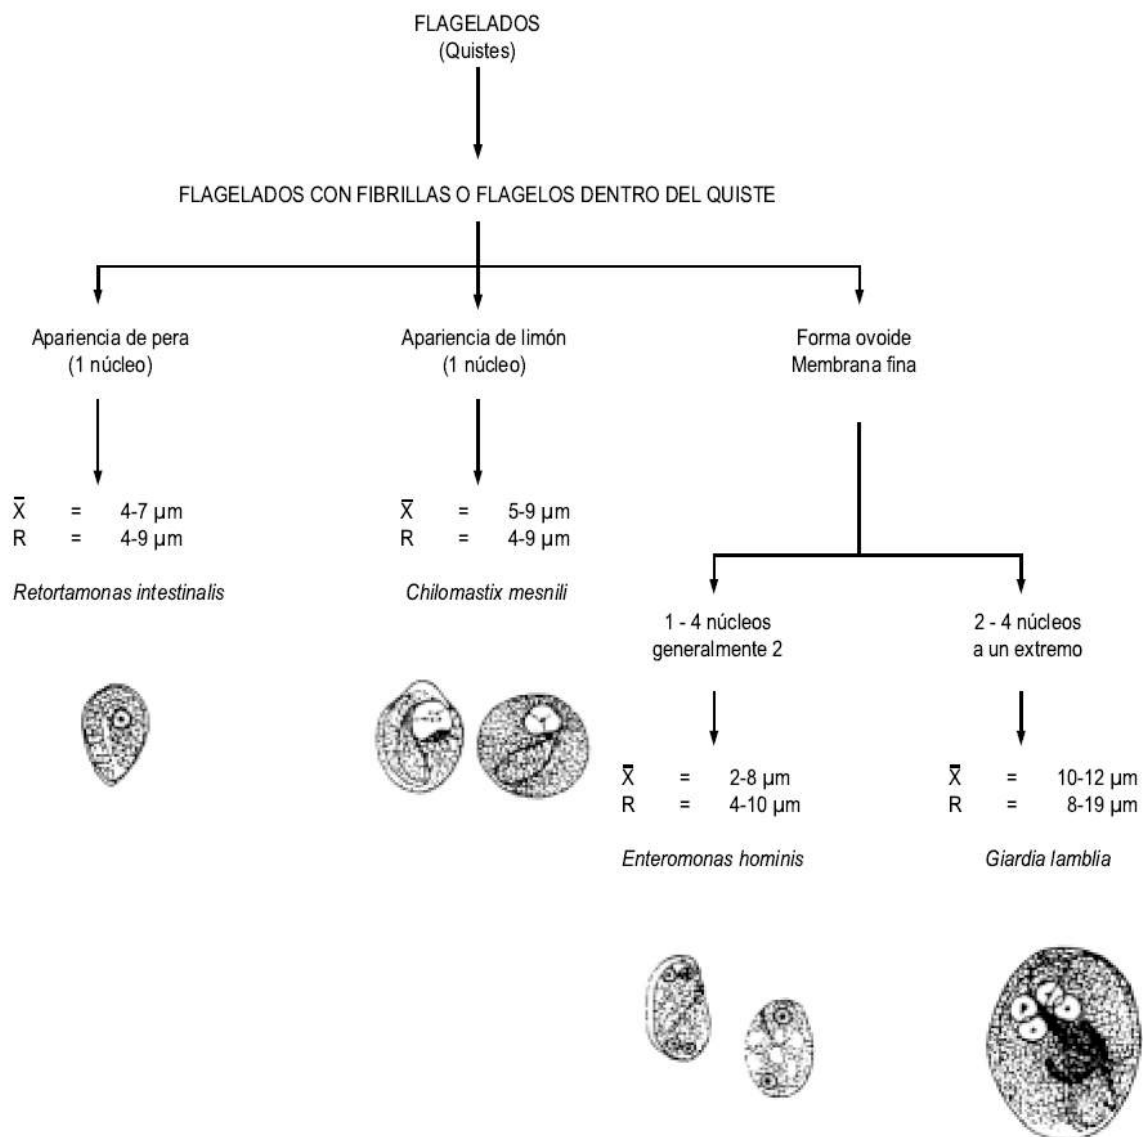 FLAGELADOS
(Quistes)
FLAGELADOS CON FIBRILLAS O FLAGELOS DENTRO DEL QUISTE
Apariencia de pera
(1 núcleo)
X̄ = 4-7 µm
R = 4-9 µm
Retortamonas intestinalis
Apariencia de limón
(1 núcleo)
X̄ = 5-9 µm
R = 4-9 µm
Chilomastix mesnili
Forma ovoide
Membrana fina
1 - 4 núcleos
generalmente 2
X̄ = 2-8 µm
R = 4-10 µm
Enteromonas hominis
2 - 4 núcleos
a un extremo
X̄ = 10-12 µm
R = 8-19 µm
Giardia lamblia